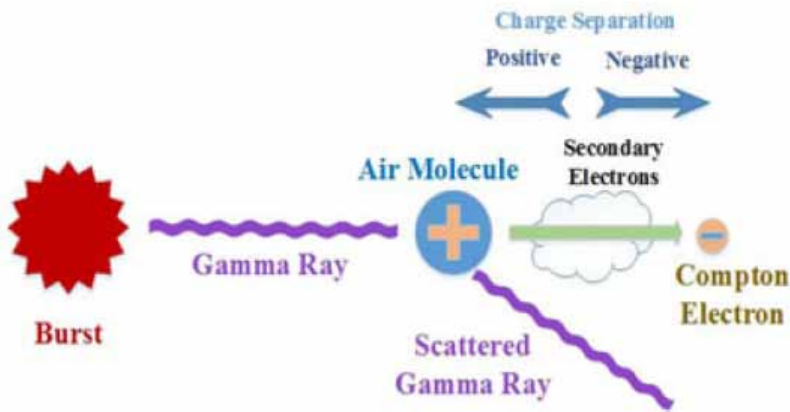 Charge Separation
Positive Negative
Secondary
Electrons
Air Molecule
Gamma Ray
Compton
Electron
Burst
Scattered
Gamma Ray